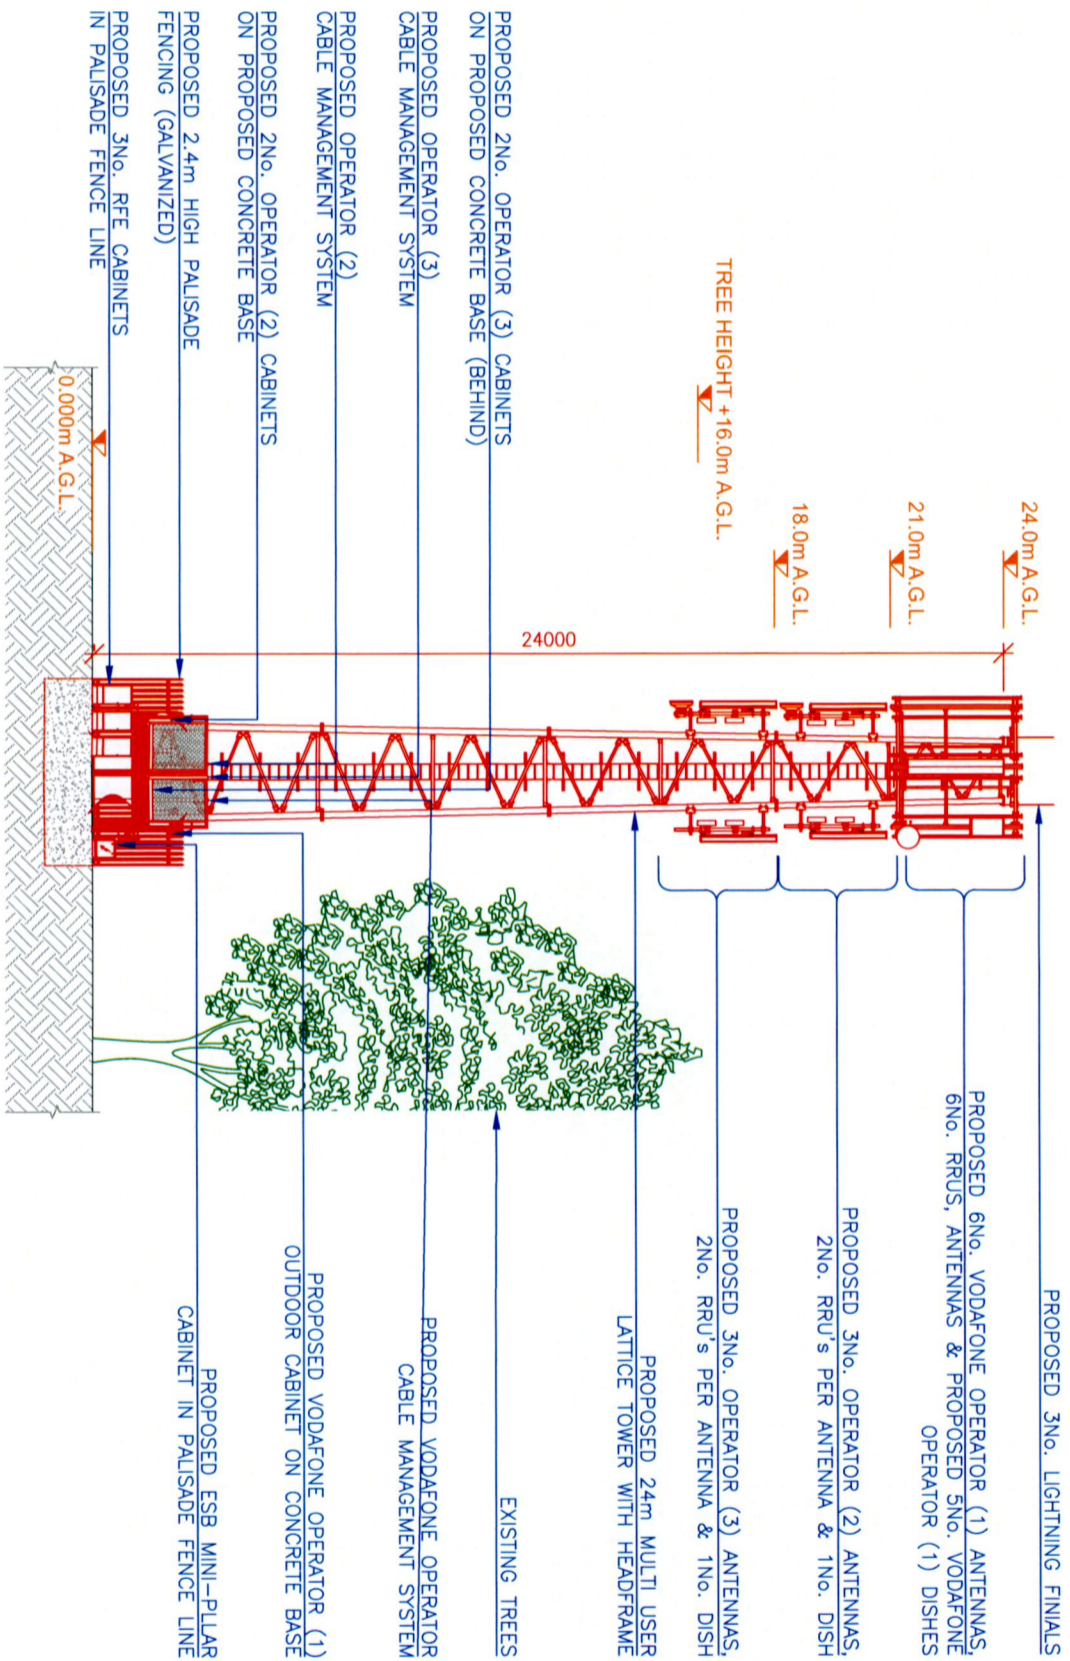 PROPOSED 3No. LIGHTNING FINIALS
PROPOSED 6No. VODAFONE OPERATOR (1) ANTENNAS,
6No. RRUS, ANTENNAS & PROPOSED 5No. VODAFONE
OPERATOR (1) DISHES
PROPOSED 3No. OPERATOR (2) ANTENNAS,
2No. RRU's PER ANTENNA & 1No. DISH
PROPOSED 3No. OPERATOR (3) ANTENNAS,
2No. RRU's PER ANTENNA & 1No. DISH
PROPOSED 24m MULTI USER
LATTICE TOWER WITH HEADFRAME
EXISTING TREES
PROPOSED VODAFONE OPERATOR
CABLE MANAGEMENT SYSTEM
PROPOSED VODAFONE OPERATOR (1)
OUTDOOR CABINET ON CONCRETE BASE
PROPOSED ESB MINI-PLLAR
CABINET IN PALISADE FENCE LINE
24.0m A.G.L.
21.0m A.G.L.
18.0m A.G.L.
TREE HEIGHT +16.0m A.G.L.
24000
PROPOSED 2No. OPERATOR (3) CABINETS
ON PROPOSED CONCRETE BASE (BEHIND)
PROPOSED OPERATOR (3)
CABLE MANAGEMENT SYSTEM
PROPOSED OPERATOR (2)
CABLE MANAGEMENT SYSTEM
PROPOSED 2No. OPERATOR (2) CABINETS
ON PROPOSED CONCRETE BASE
PROPOSED 2.4m HIGH PALISADE
FENCING (GALVANIZED)
PROPOSED 3No. RFE CABINETS
IN PALISADE FENCE LINE
0.000m A.G.L.